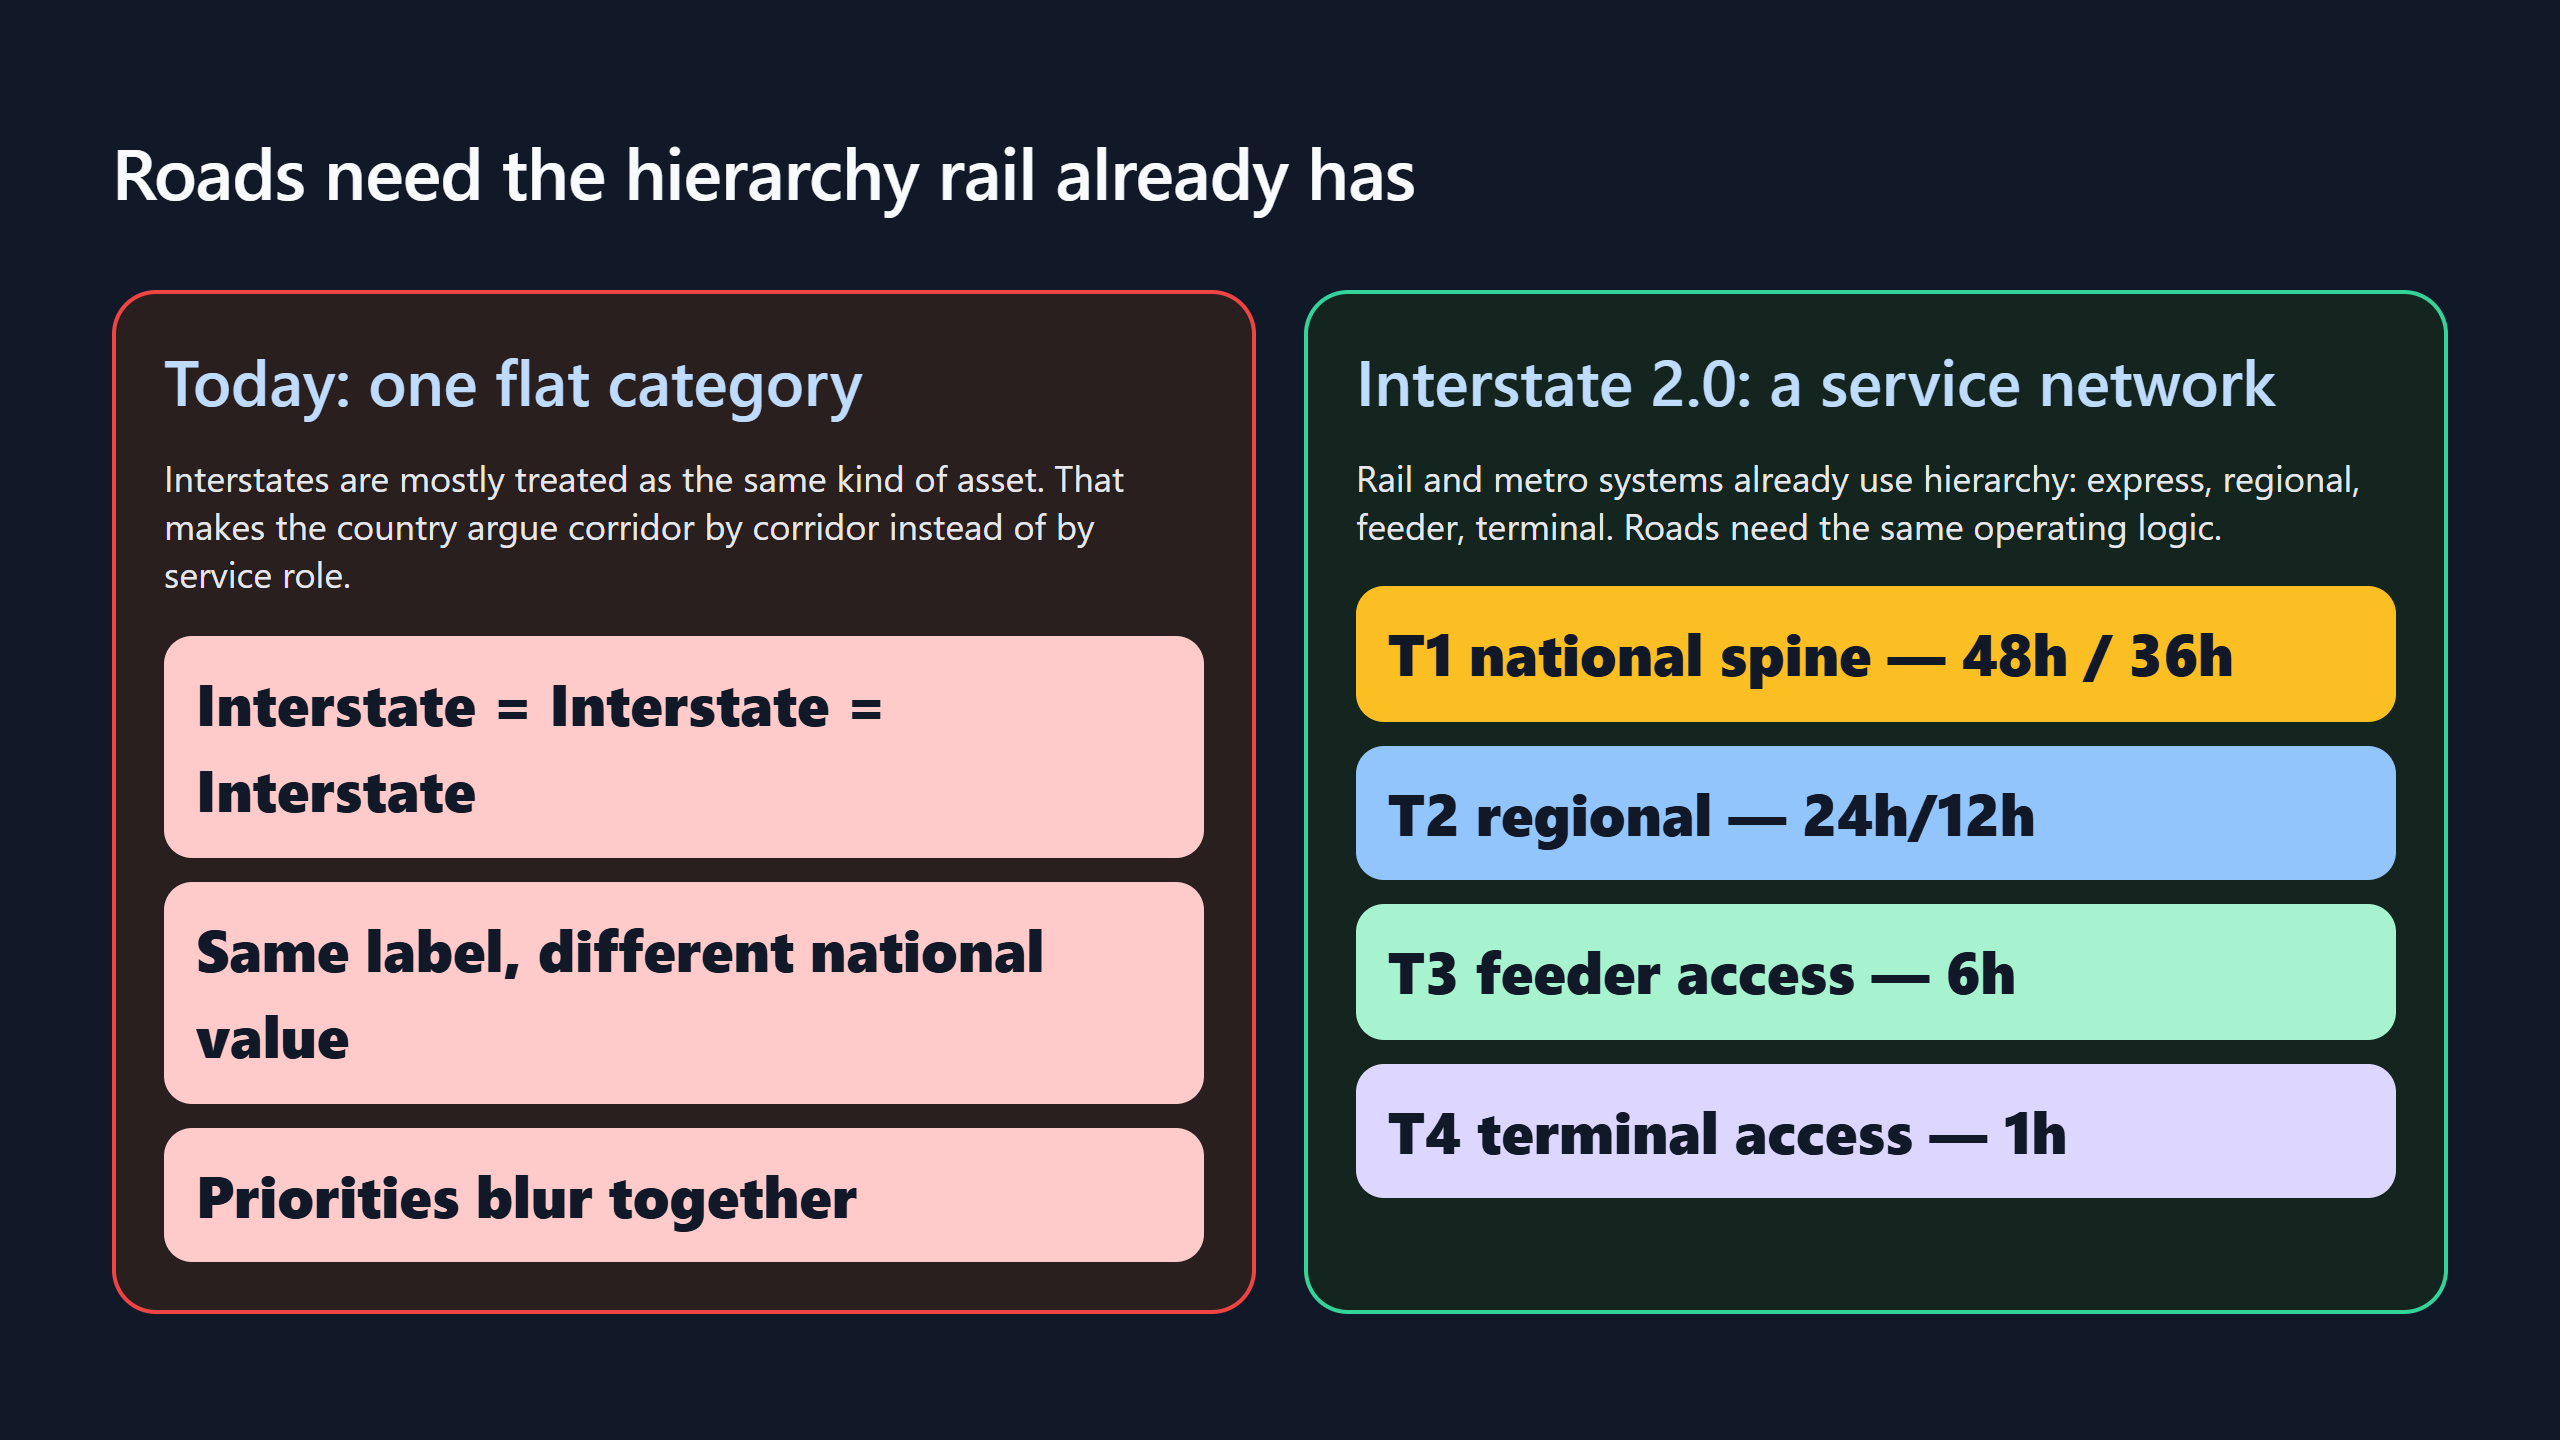 Roads need the hierarchy rail already has
Today: one flat category
Interstates are mostly treated as the same kind of asset. That
makes the country argue corridor by corridor instead of by
service role.
Interstate = Interstate =
Interstate
Same label, different national
value
Priorities blur together
Interstate 2.0: a service network
Rail and metro systems already use hierarchy: express, regional,
feeder, terminal. Roads need the same operating logic.
T1 national spine — 48h / 36h
T2 regional — 24h/12h
T3 feeder access — 6h
T4 terminal access — 1h